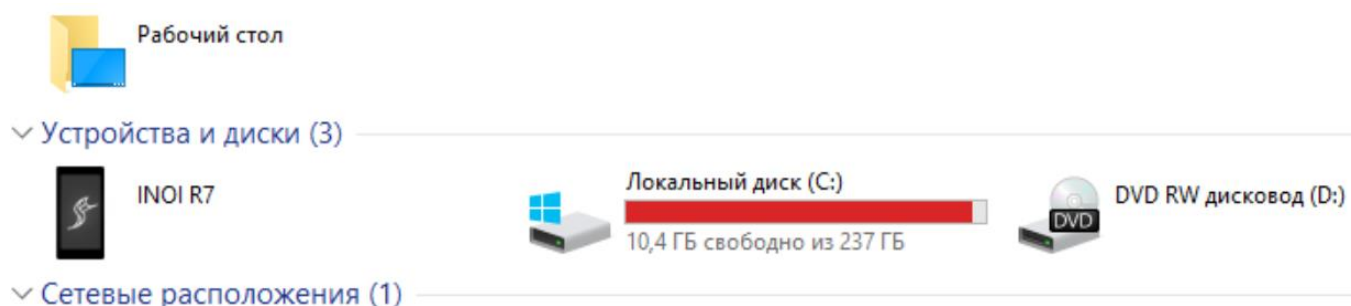 Рабочий стол
Устройства и диски (3)
INOI R7
Локальный диск (C:)
10,4 ГБ свободно из 237 ГБ
DVD RW дисковод (D:)
DVD
Сетевые расположения (1)